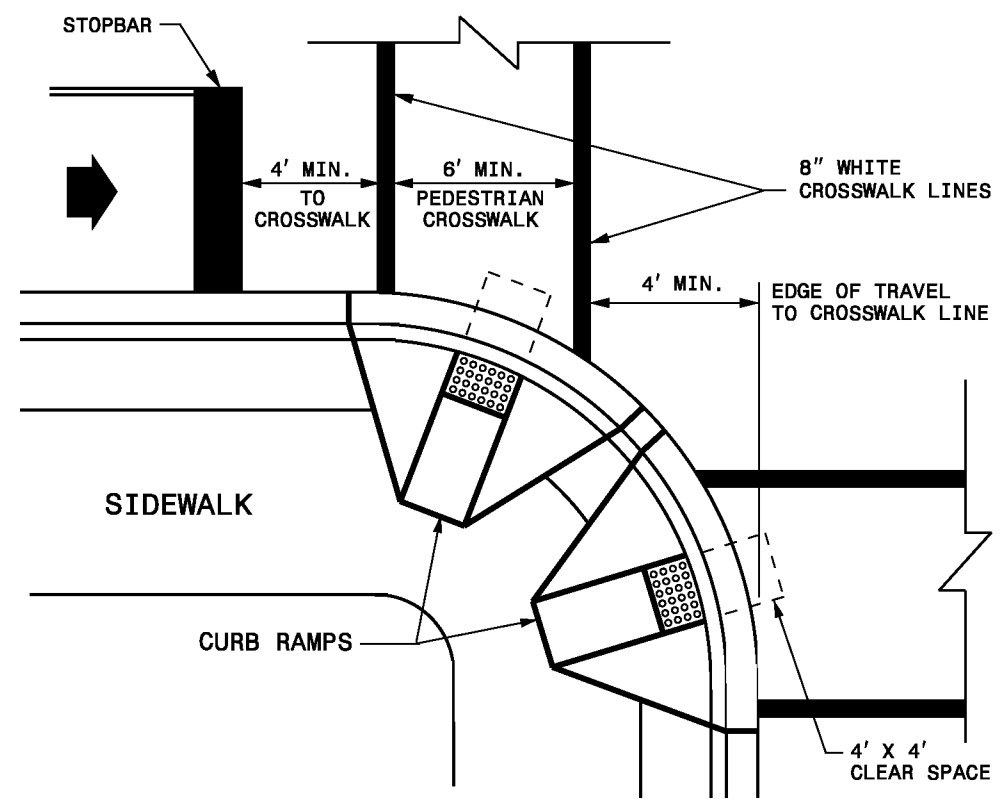 STOPBAR
4' MIN.
TO
CROSSWALK
6' MIN.
PEDESTRIAN
CROSSWALK
8" WHITE
CROSSWALK LINES
4' MIN.
EDGE OF TRAVEL
TO CROSSWALK LINE
SIDEWALK
CURB RAMPS
4' X 4'
CLEAR SPACE